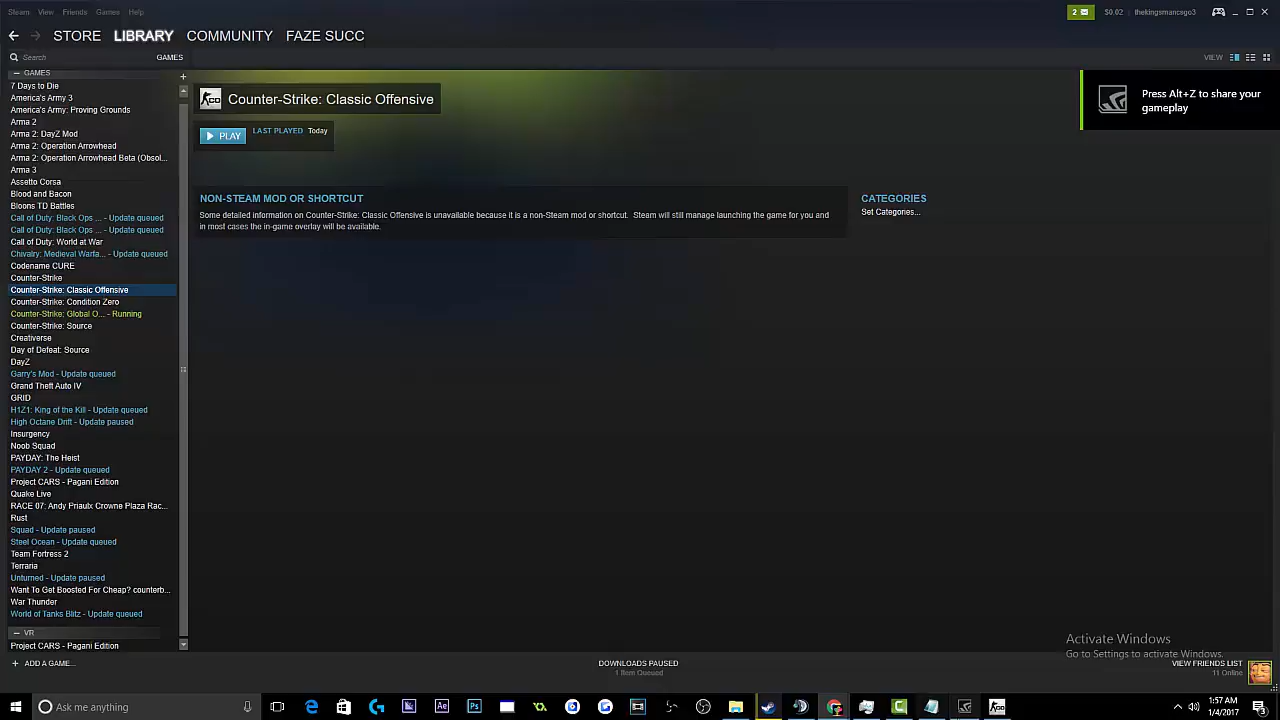 Steam View Friends Games Help
2 $0.02 thekingsmancsgo3
STORE LIBRARY COMMUNITY FAZE SUCC
Search GAMES VIEW
GAMES
7 Days to Die
America's Army 3
America's Army: Proving Grounds
Arma 2
Arma 2: DayZ Mod
Arma 2: Operation Arrowhead
Arma 2: Operation Arrowhead Beta (Obsol...
Arma 3
Assetto Corsa
Blood and Bacon
Bloons TD Battles
Call of Duty: Black Ops ... - Update queued
Call of Duty: Black Ops ... - Update queued
Call of Duty: World at War
Chivalry: Medieval Warfa... - Update queued
Codename CURE
Counter-Strike
Counter-Strike: Classic Offensive
Counter-Strike: Condition Zero
Counter-Strike: Global O... - Running
Counter-Strike: Source
Creativerse
Day of Defeat: Source
DayZ
Garry's Mod - Update queued
Grand Theft Auto IV
GRID
H1Z1: King of the Kill - Update queued
High Octane Drift - Update paused
Insurgency
Noob Squad
PAYDAY: The Heist
PAYDAY 2 - Update queued
Project CARS - Pagani Edition
Quake Live
RACE 07: Andy Priaulx Crowne Plaza Rac...
Rust
Squad - Update paused
Steel Ocean - Update queued
Team Fortress 2
Terraria
Unturned - Update paused
Want To Get Boosted For Cheap? counterb...
War Thunder
World of Tanks Blitz - Update queued
VR
Project CARS - Pagani Edition
+ ADD A GAME...
Counter-Strike: Classic Offensive
PLAY LAST PLAYED Today
NON-STEAM MOD OR SHORTCUT
Some detailed information on Counter-Strike: Classic Offensive is unavailable because it is a non-Steam mod or shortcut. Steam will still manage launching the game for you and
in most cases the in-game overlay will be available.
CATEGORIES
Set Categories...
Press Alt+Z to share your
gameplay
Activate Windows
Go to Settings to activate Windows.
DOWNLOADS PAUSED
1 Item Queued
VIEW FRIENDS LIST
11 Online
Ask me anything
1:57 AM
1/4/2017